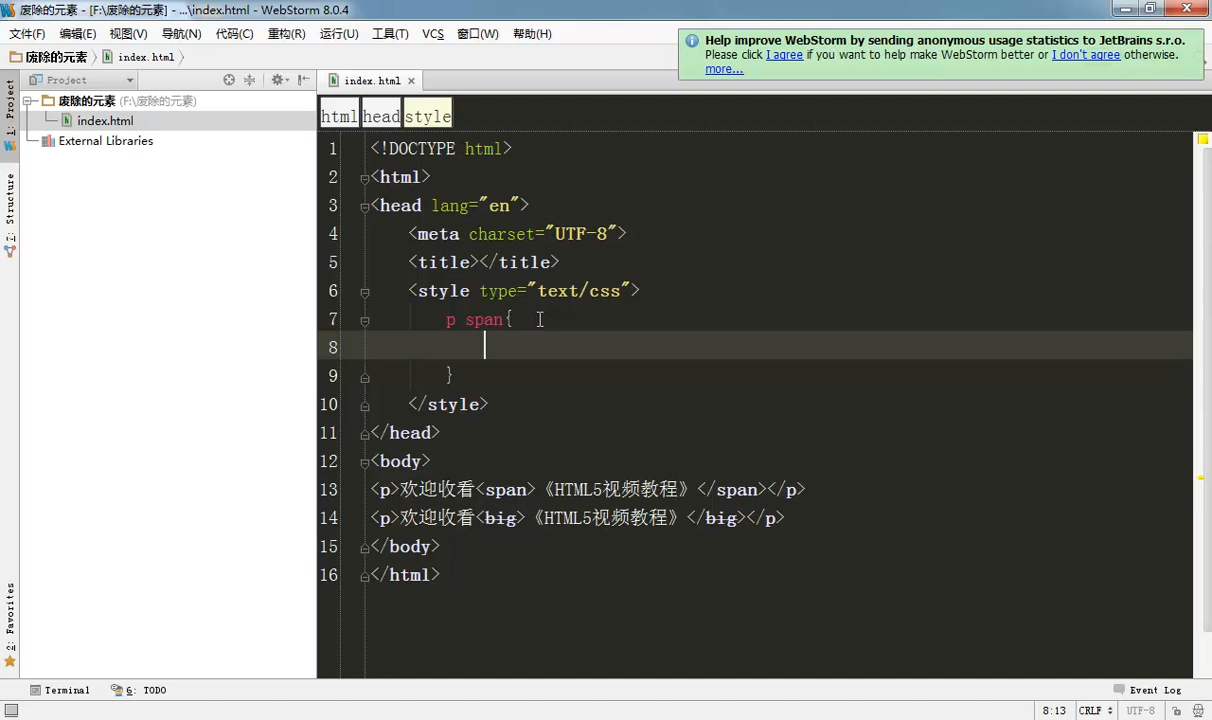 废除的元素 - [F:\废除的元素] - ...\index.html - WebStorm 8.0.4
文件(F) 编辑(E) 视图(V) 导航(N) 代码(C) 重构(R) 运行(U) 工具(T) VCS 窗口(W) 帮助(H)
Help improve WebStorm by sending anonymous usage statistics to JetBrains s.r.o.
Please click I agree if you want to help make WebStorm better or I don't agree otherwise.
more...
废除的元素 index.html
1: Project
Project
index.html
废除的元素 (F:\废除的元素)
index.html
External Libraries
Z: Structure
2: Favorites
html head style
1 <!DOCTYPE html>
2 <html>
3 <head lang="en">
4 <meta charset="UTF-8">
5 <title></title>
6 <style type="text/css">
7 p span{
8
9 }
10 </style>
11 </head>
12 <body>
13 <p>欢迎收看<span>《HTML5视频教程》</span></p>
14 <p>欢迎收看<big>《HTML5视频教程》</big></p>
15 </body>
16 </html>
Terminal 6: TODO Event Log
8:13 CRLF UTF-8